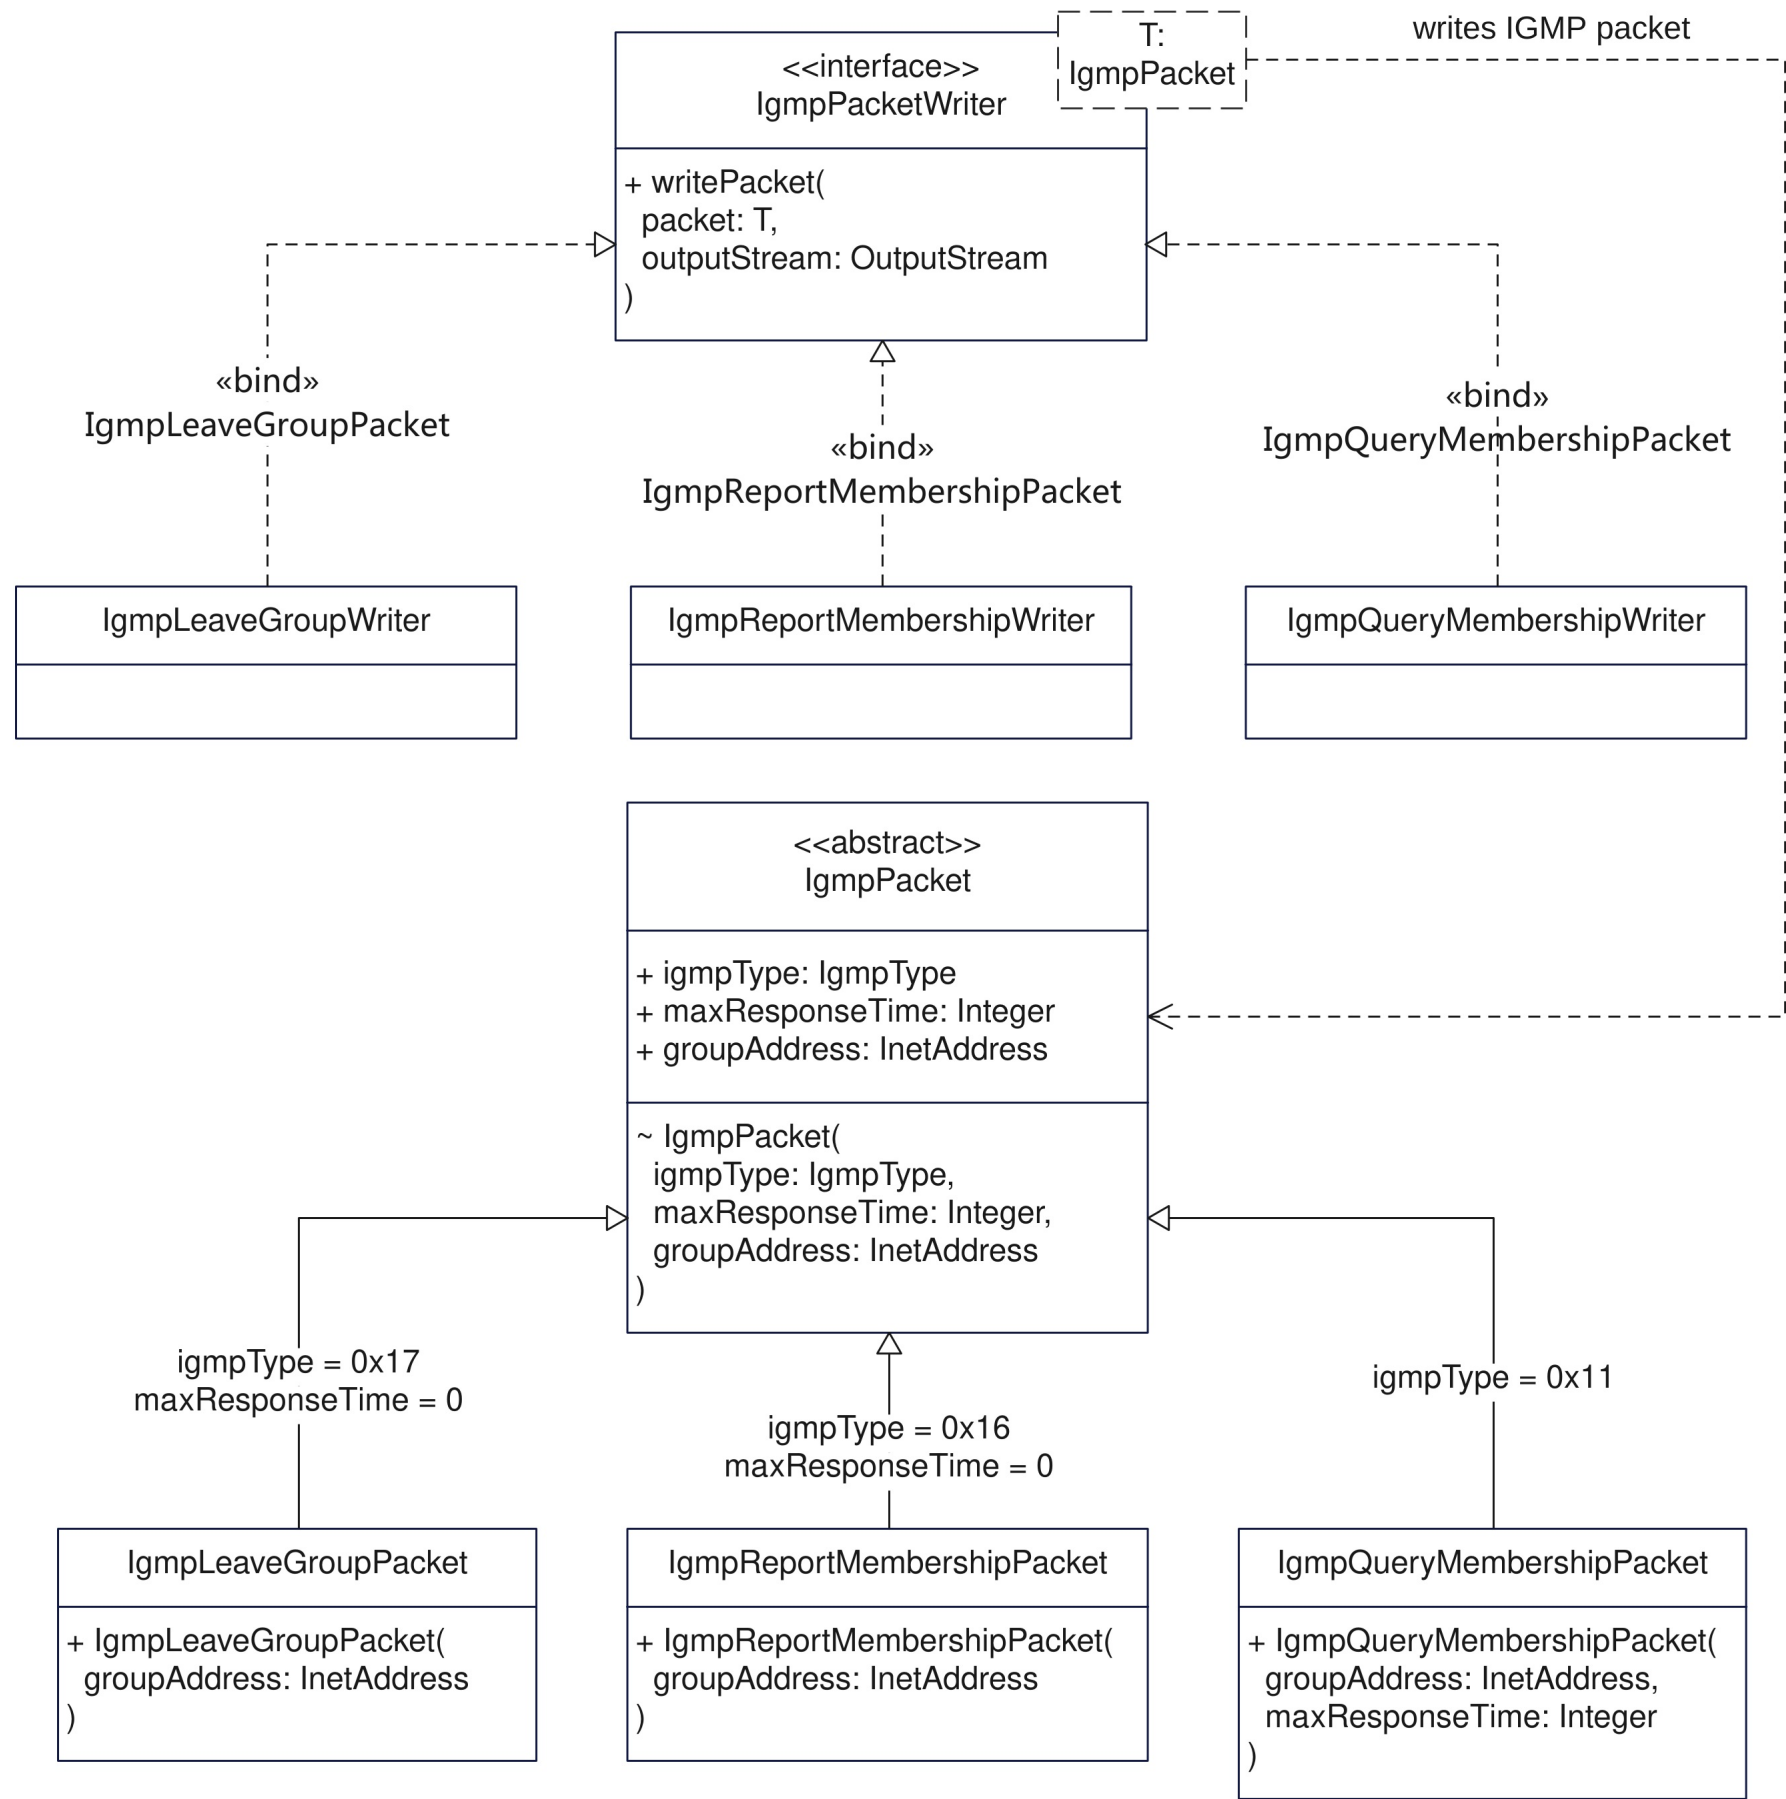 T:
IgmpPacket
writes IGMP packet
<<interface>>
IgmpPacketWriter
+ writePacket(
packet: T,
outputStream: OutputStream
)
«bind»
IgmpLeaveGroupPacket
«bind»
IgmpReportMembershipPacket
«bind»
IgmpQueryMembershipPacket
IgmpLeaveGroupWriter
IgmpReportMembershipWriter
IgmpQueryMembershipWriter
<<abstract>>
IgmpPacket
+ igmpType: IgmpType
+ maxResponseTime: Integer
+ groupAddress: InetAddress
~ IgmpPacket(
igmpType: IgmpType,
maxResponseTime: Integer,
groupAddress: InetAddress
)
igmpType = 0x17
maxResponseTime = 0
igmpType = 0x16
maxResponseTime = 0
igmpType = 0x11
IgmpLeaveGroupPacket
+ IgmpLeaveGroupPacket(
groupAddress: InetAddress
)
IgmpReportMembershipPacket
+ IgmpReportMembershipPacket(
groupAddress: InetAddress
)
IgmpQueryMembershipPacket
+ IgmpQueryMembershipPacket(
groupAddress: InetAddress,
maxResponseTime: Integer
)